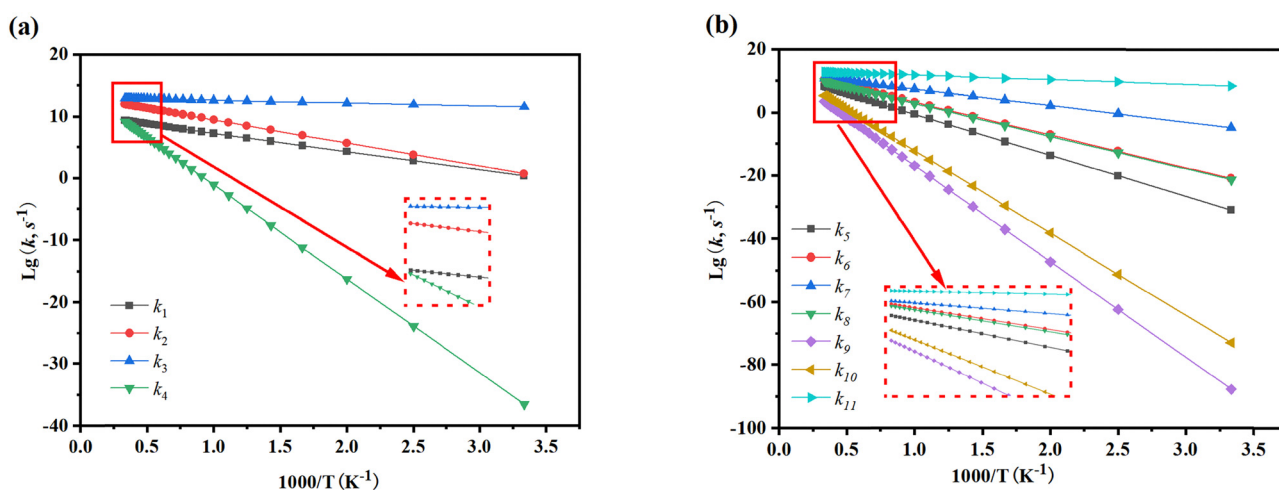 (a)
20
10
0
-10
-20
-30
-40
Lg (k, s⁻¹)
k₁
k₂
k₃
k₄
0.0 0.5 1.0 1.5 2.0 2.5 3.0 3.5
1000/T (K⁻¹)
(b)
20
0
-20
-40
-60
-80
-100
Lg (k, s⁻¹)
k₅
k₆
k₇
k₈
k₉
k₁₀
k₁₁
0.0 0.5 1.0 1.5 2.0 2.5 3.0 3.5
1000/T (K⁻¹)